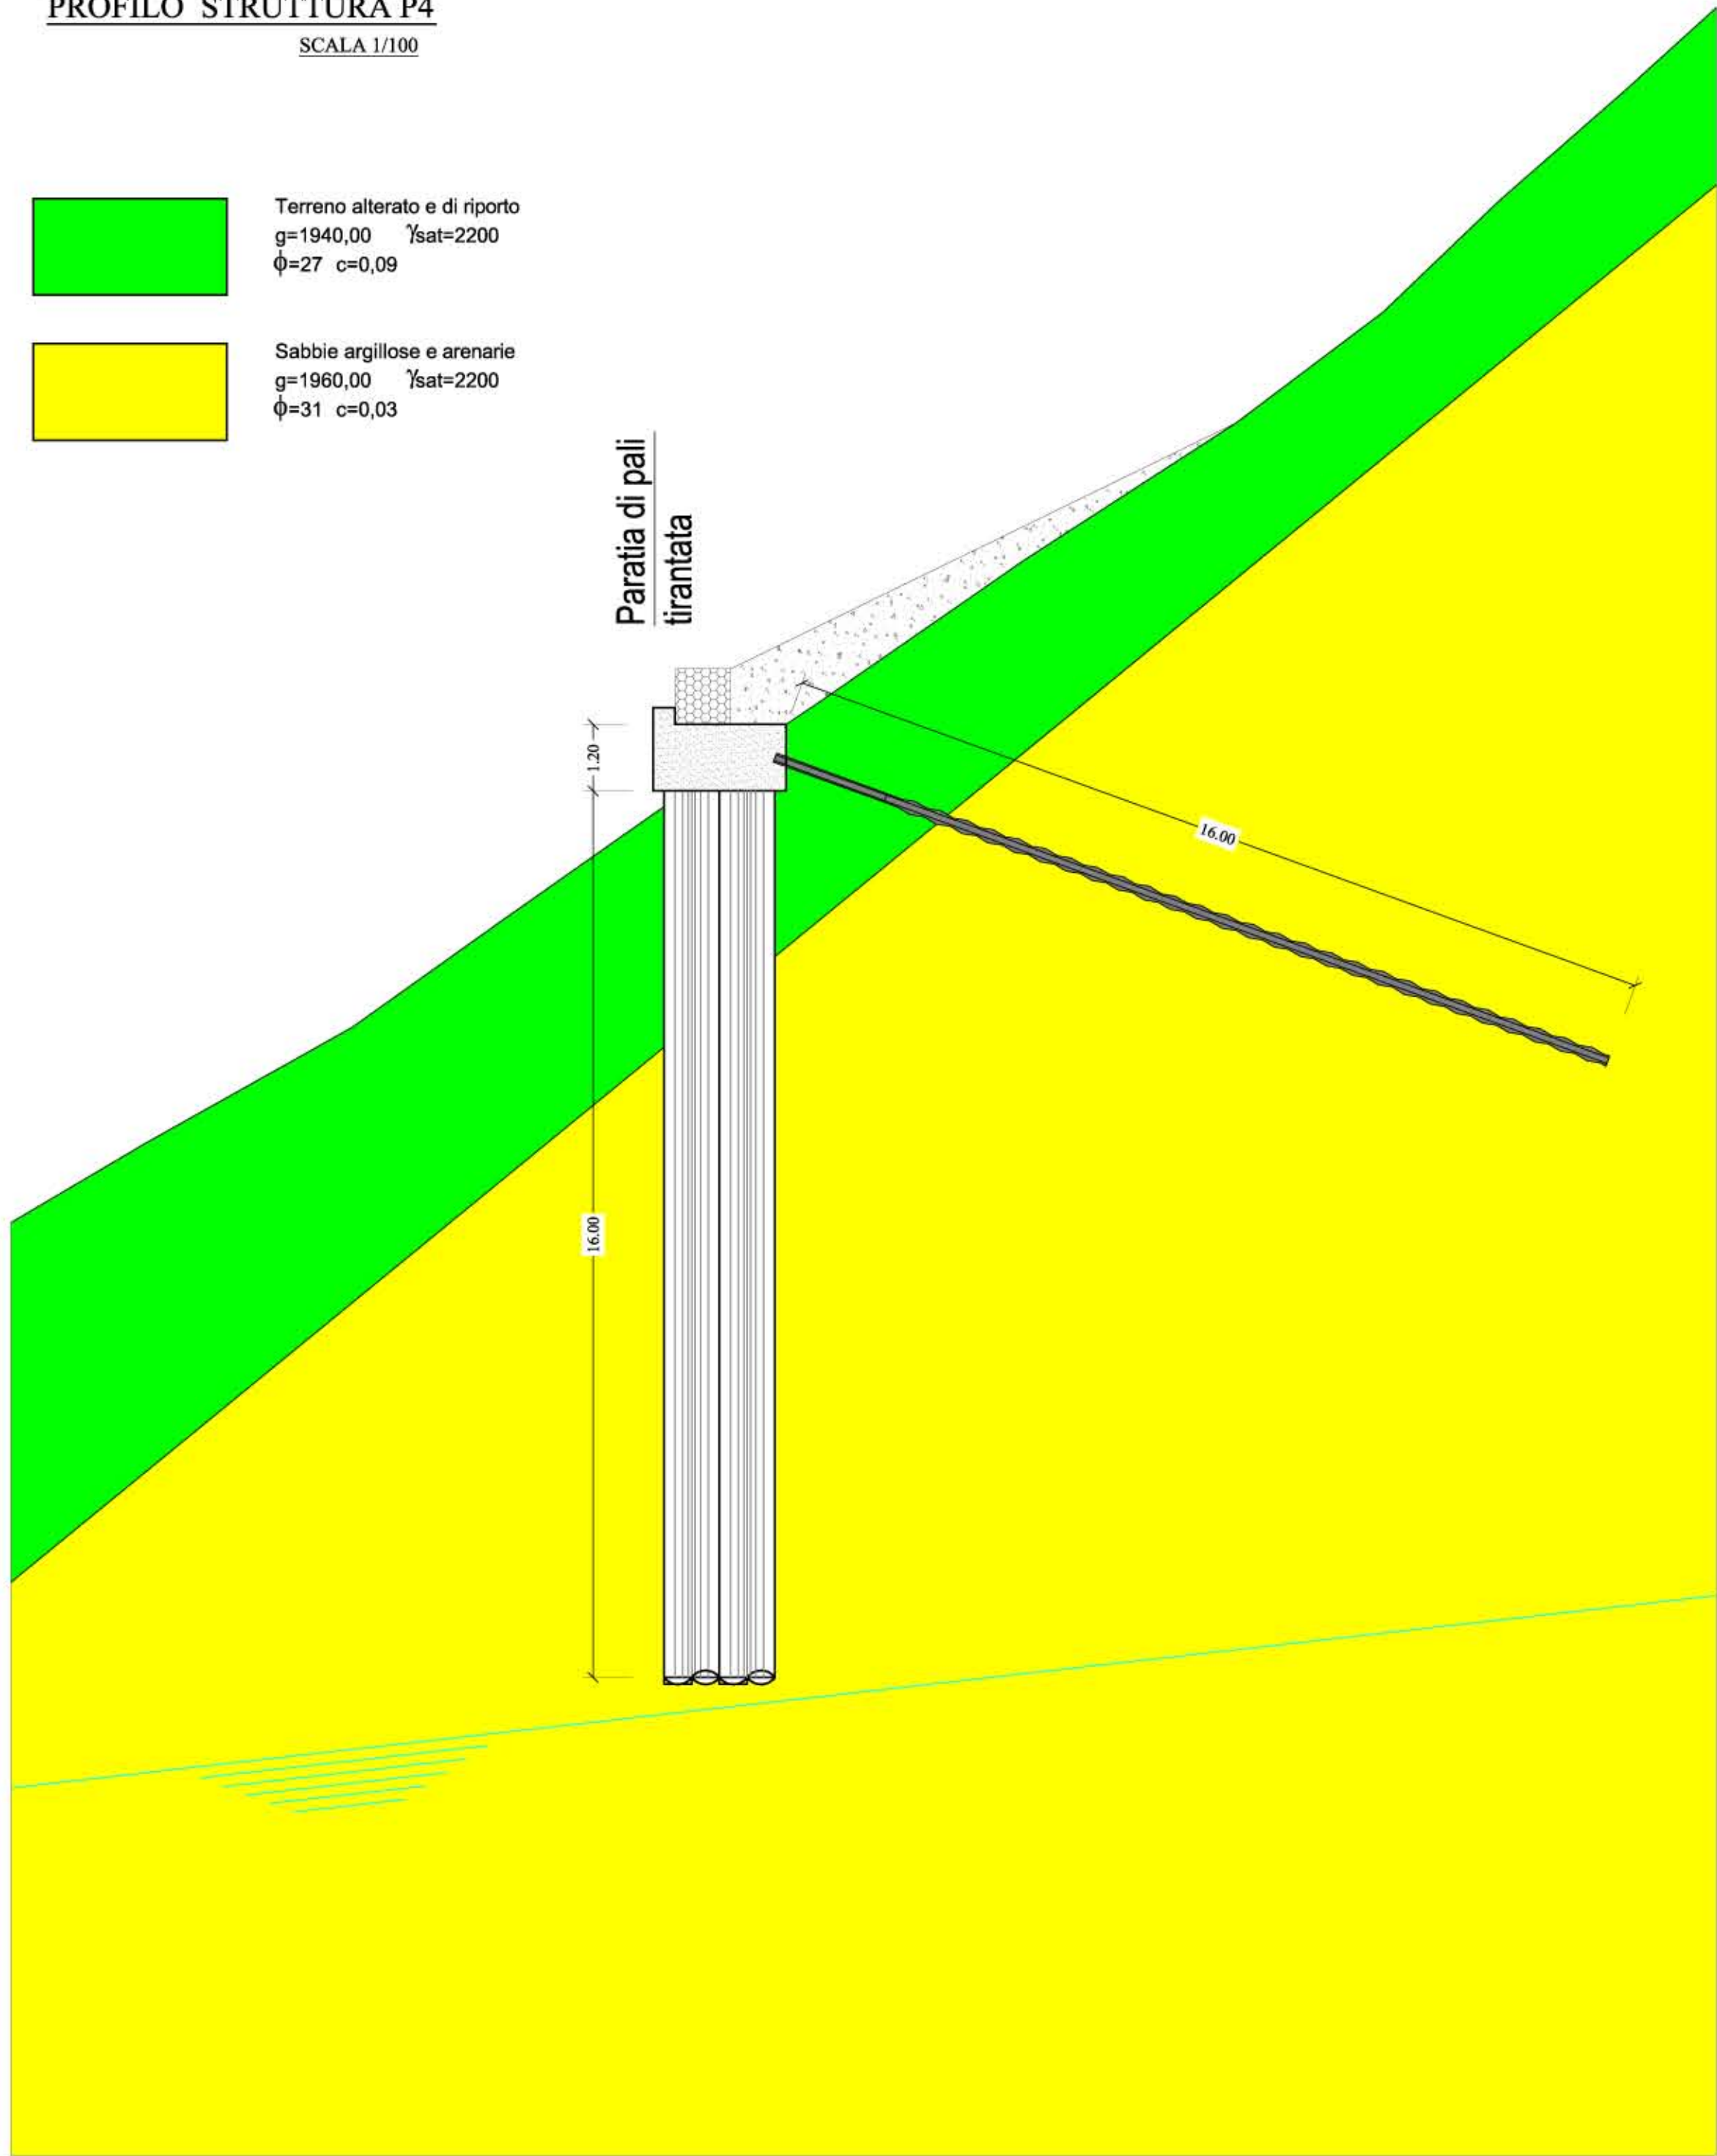 PROFILO STRUTTURA P4
SCALA 1/100
Terreno alterato e di riporto
g=1940,00 γsat=2200
ϕ=27 c=0,09
Sabbie argillose e arenarie
g=1960,00 γsat=2200
ϕ=31 c=0,03
Paratia di pali
tirantata
1.20
16.00
16.00